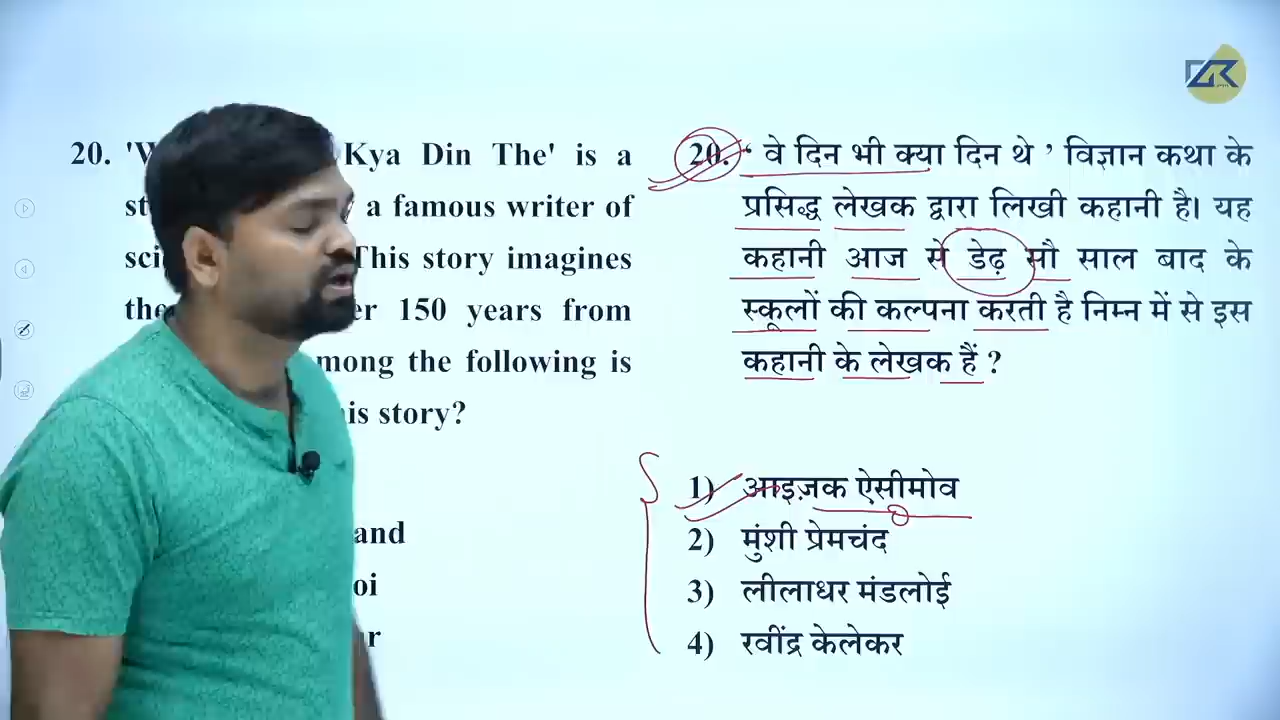 20. 'W Kya Din The' is a
st a famous writer of
sci This story imagines
the er 150 years from
mong the following is
is story?
and
oi
r
20. ‘ वे दिन भी क्या दिन थे ’ विज्ञान कथा के
प्रसिद्ध लेखक द्वारा लिखी कहानी है। यह
कहानी आज से डेढ़ सौ साल बाद के
स्कूलों की कल्पना करती है निम्न में से इस
कहानी के लेखक हैं ?
1) आइज़क ऐसीमोव
2) मुंशी प्रेमचंद
3) लीलाधर मंडलोई
4) रवींद्र केलेकर